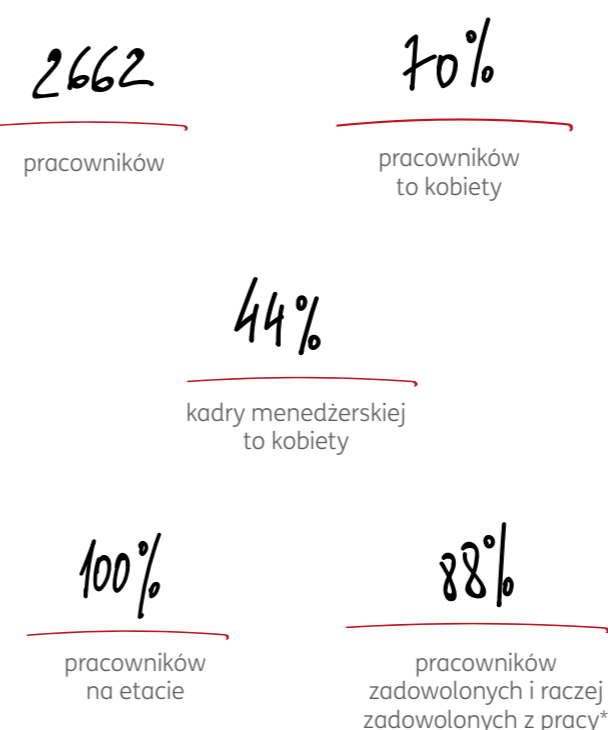 2662
pracowników
70%
pracowników
to kobiety
44%
kadry menedżerskiej
to kobiety
100%
pracowników
na etacie
88%
pracowników
zadowolonych i raczej
zadowolonych z pracy*